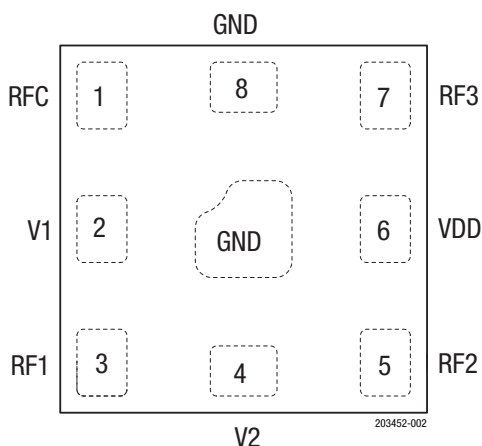 GND
RFC 1 8 7 RF3
V1 2 GND 6 VDD
RF1 3 4 5 RF2
203452-002
V2